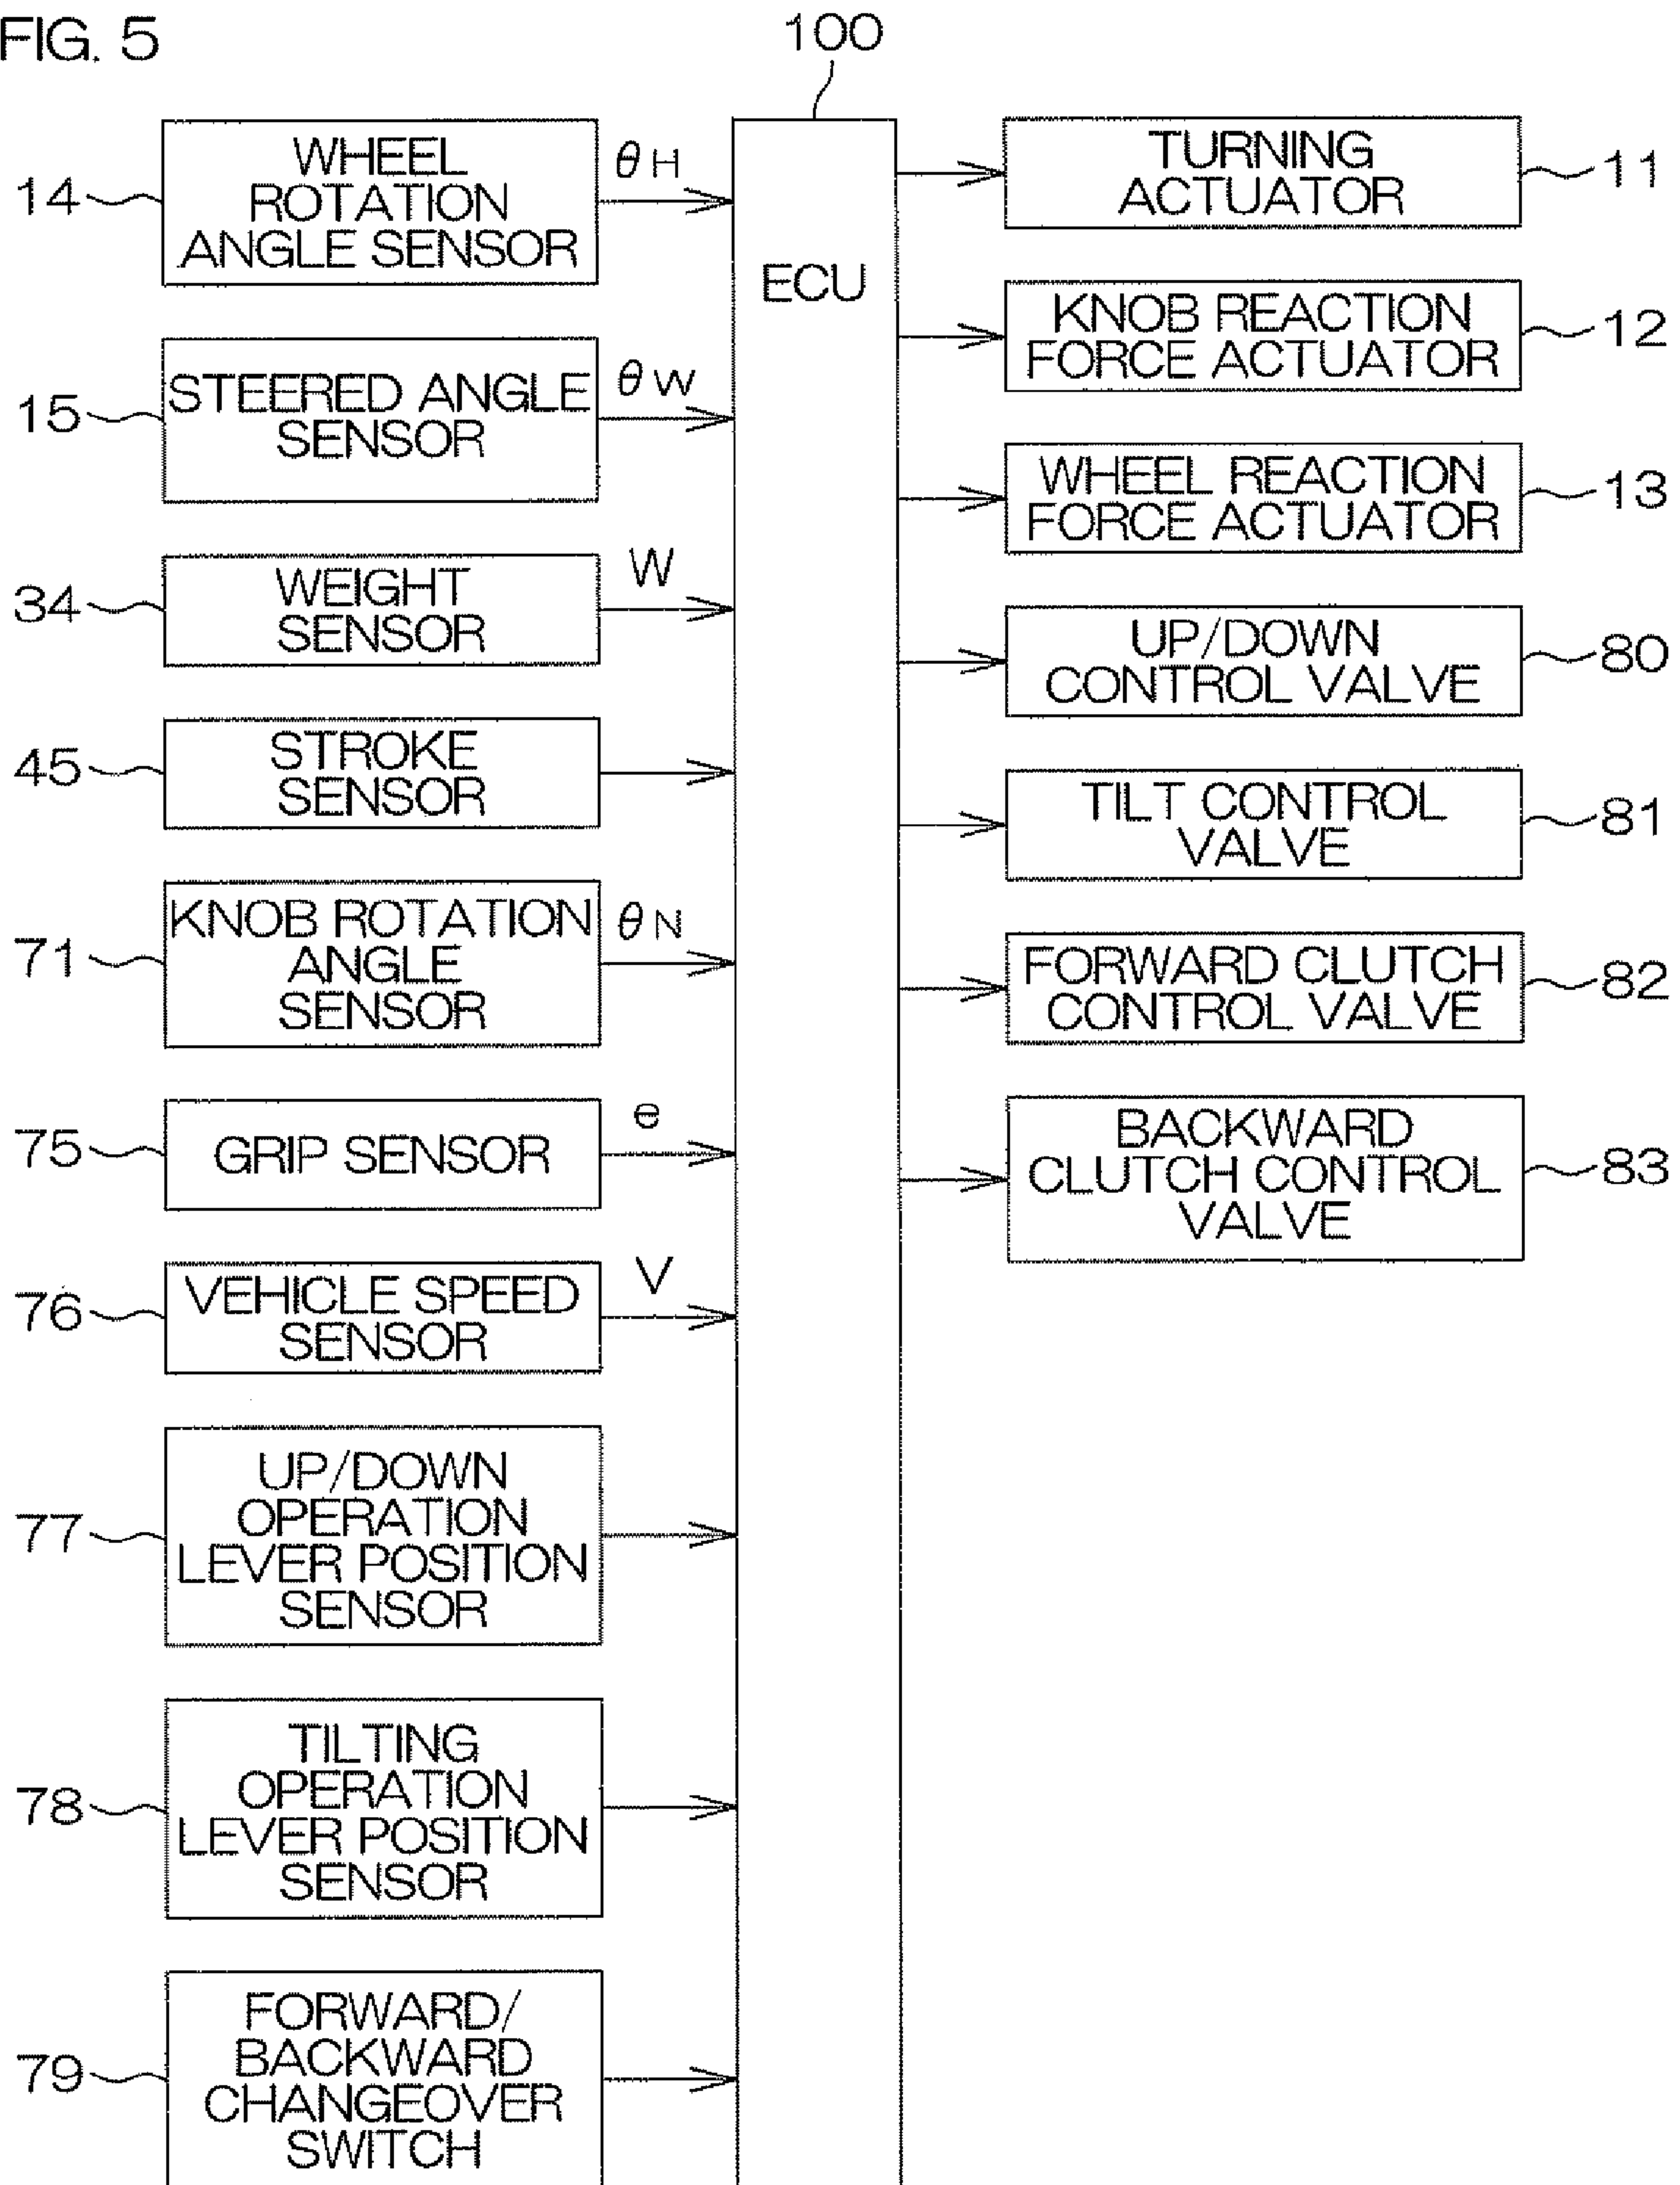 FIG. 5
100
14
WHEEL
ROTATION
ANGLE SENSOR
θH
15
STEERED ANGLE
SENSOR
θW
34
WEIGHT
SENSOR
W
45
STROKE
SENSOR
71
KNOB ROTATION
ANGLE
SENSOR
θN
75
GRIP SENSOR
e
76
VEHICLE SPEED
SENSOR
V
77
UP/DOWN
OPERATION
LEVER POSITION
SENSOR
78
TILTING
OPERATION
LEVER POSITION
SENSOR
79
FORWARD/
BACKWARD
CHANGEOVER
SWITCH
ECU
TURNING
ACTUATOR
11
KNOB REACTION
FORCE ACTUATOR
12
WHEEL REACTION
FORCE ACTUATOR
13
UP/DOWN
CONTROL VALVE
80
TILT CONTROL
VALVE
81
FORWARD CLUTCH
CONTROL VALVE
82
BACKWARD
CLUTCH CONTROL
VALVE
83